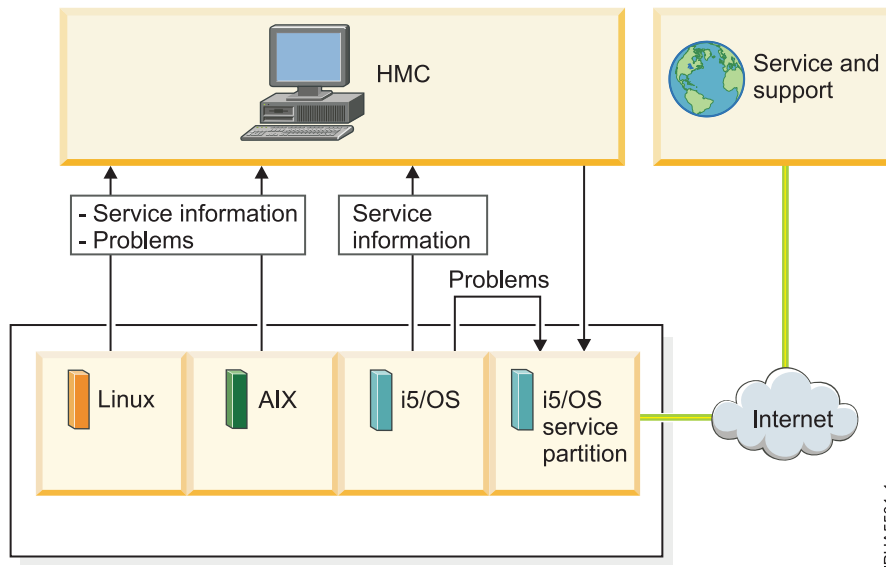 HMC
Service and
support
- Service information
- Problems
Service
information
Problems
Linux
AIX
i5/OS
i5/OS
service
partition
Internet